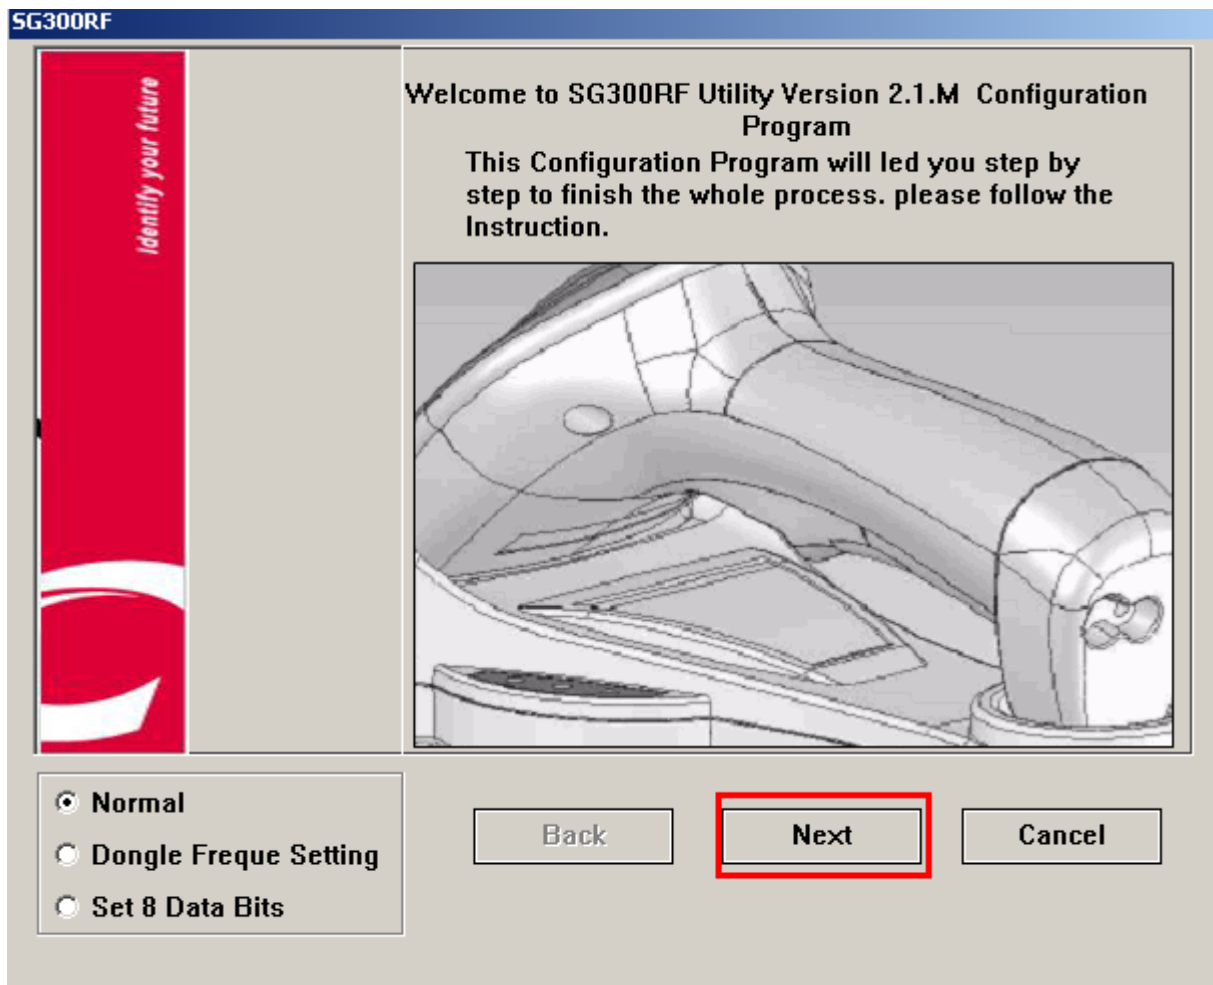 SG300RF
Identify your future
Welcome to SG300RF Utility Version 2.1.M Configuration
Program
This Configuration Program will led you step by
step to finish the whole process. please follow the
Instruction.
Normal
Dongle Freque Setting
Set 8 Data Bits
Back
Next
Cancel